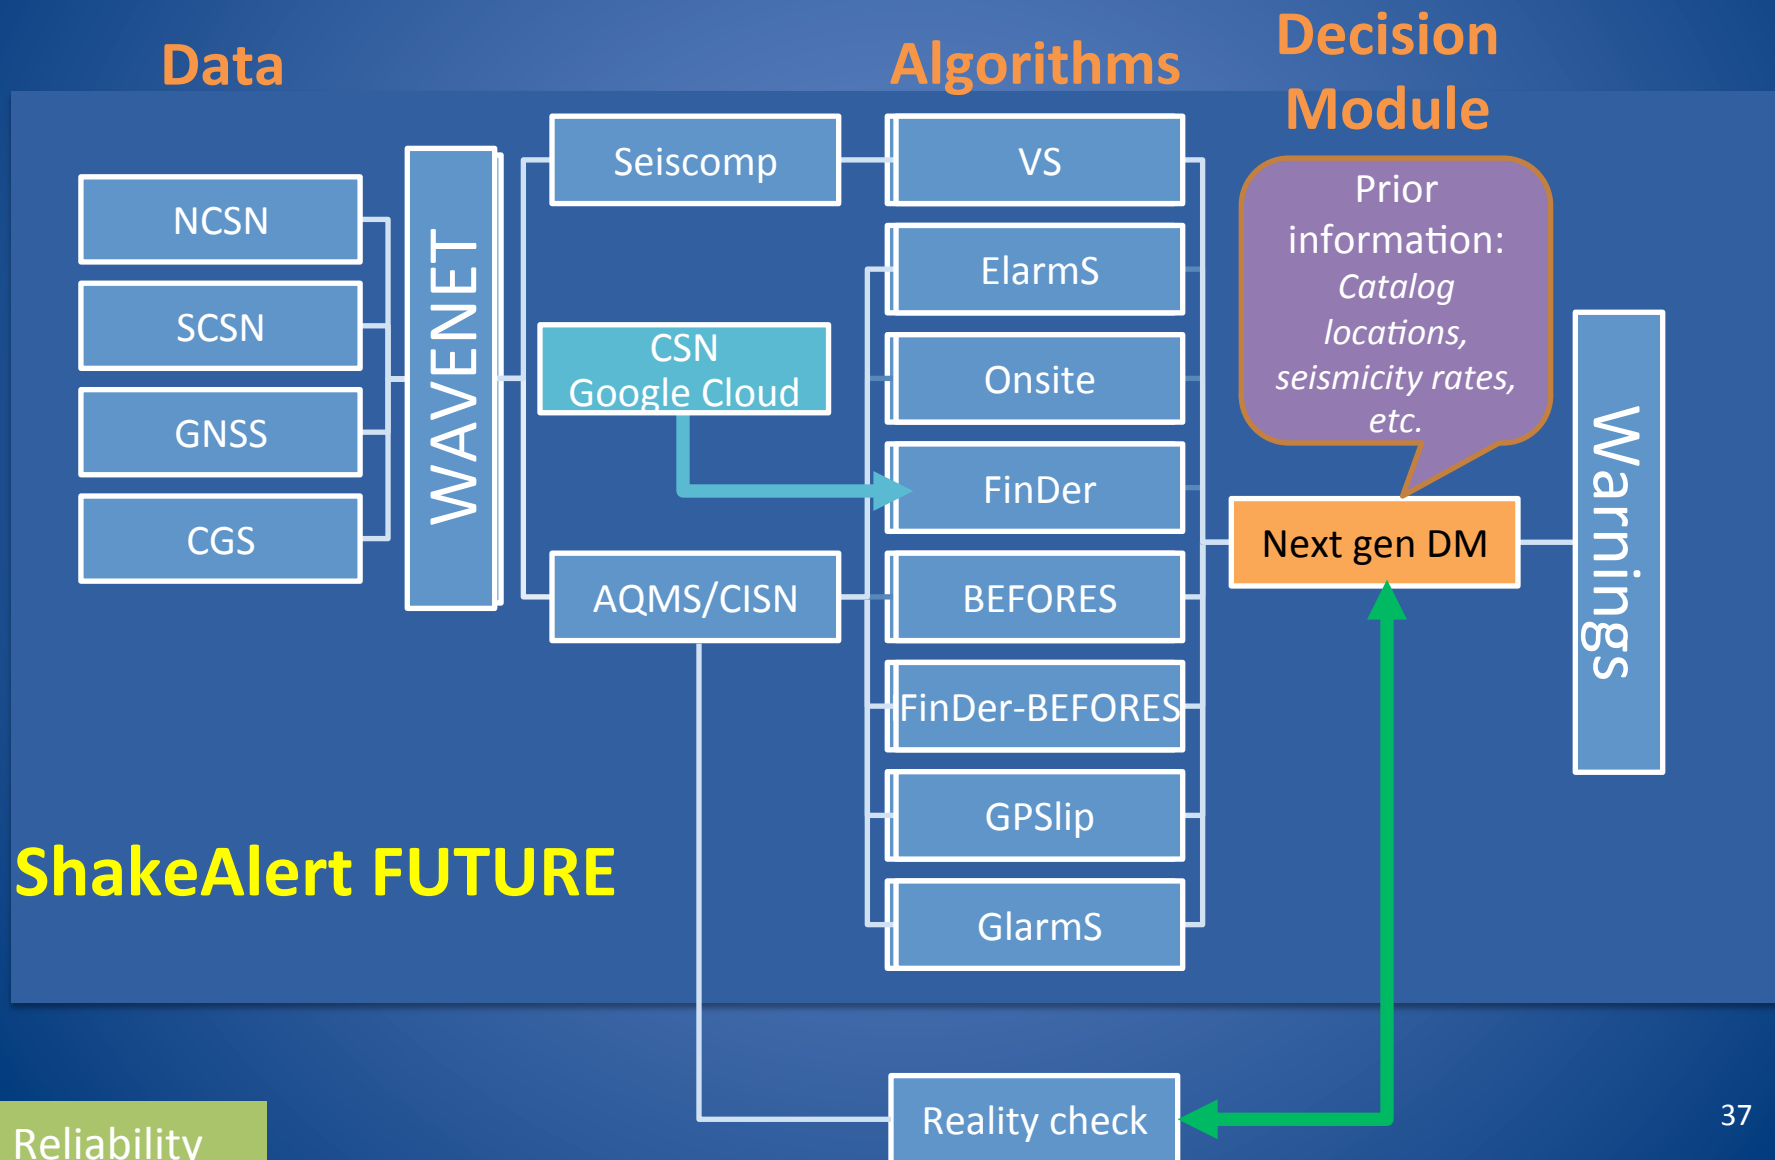 Data
Algorithms
Decision
Module
NCSN
SCSN
GNSS
CGS
WAVENET
Seiscomp
CSN
Google Cloud
AQMS/CISN
VS
ElarmS
Onsite
FinDer
BEFORES
FinDer-BEFORES
GPSlip
GlarmS
Prior
information:
Catalog
locations,
seismicity rates,
etc.
Next gen DM
Warnings
ShakeAlert FUTURE
Reality check
Reliability
37